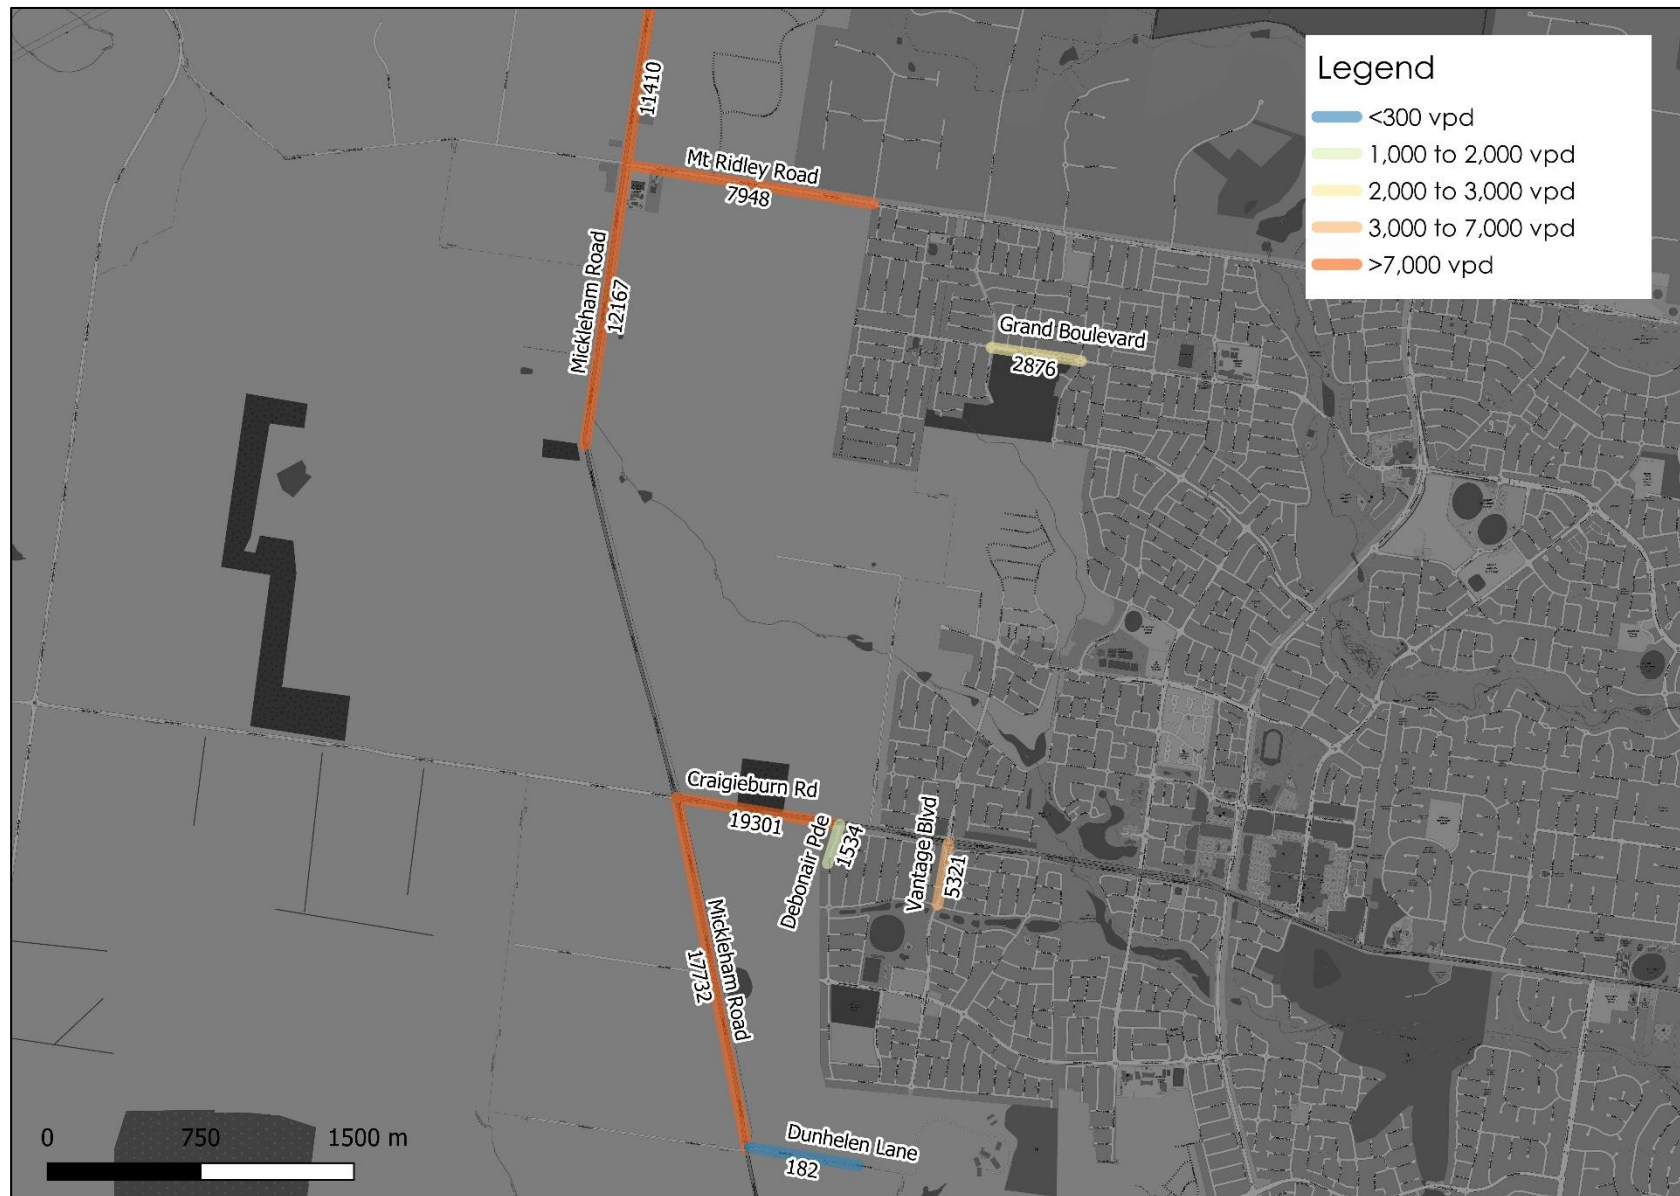 Legend
<300 vpd
1,000 to 2,000 vpd
2,000 to 3,000 vpd
3,000 to 7,000 vpd
>7,000 vpd
11410
Mt Ridley Road
7948
Mickleham Road
12167
Grand Boulevard
2876
Craigieburn Rd
19301
Debonair Pde
1534
Vantage Blvd
5321
Mickleham Road
17732
Dunhelen Lane
182
0 750 1500 m